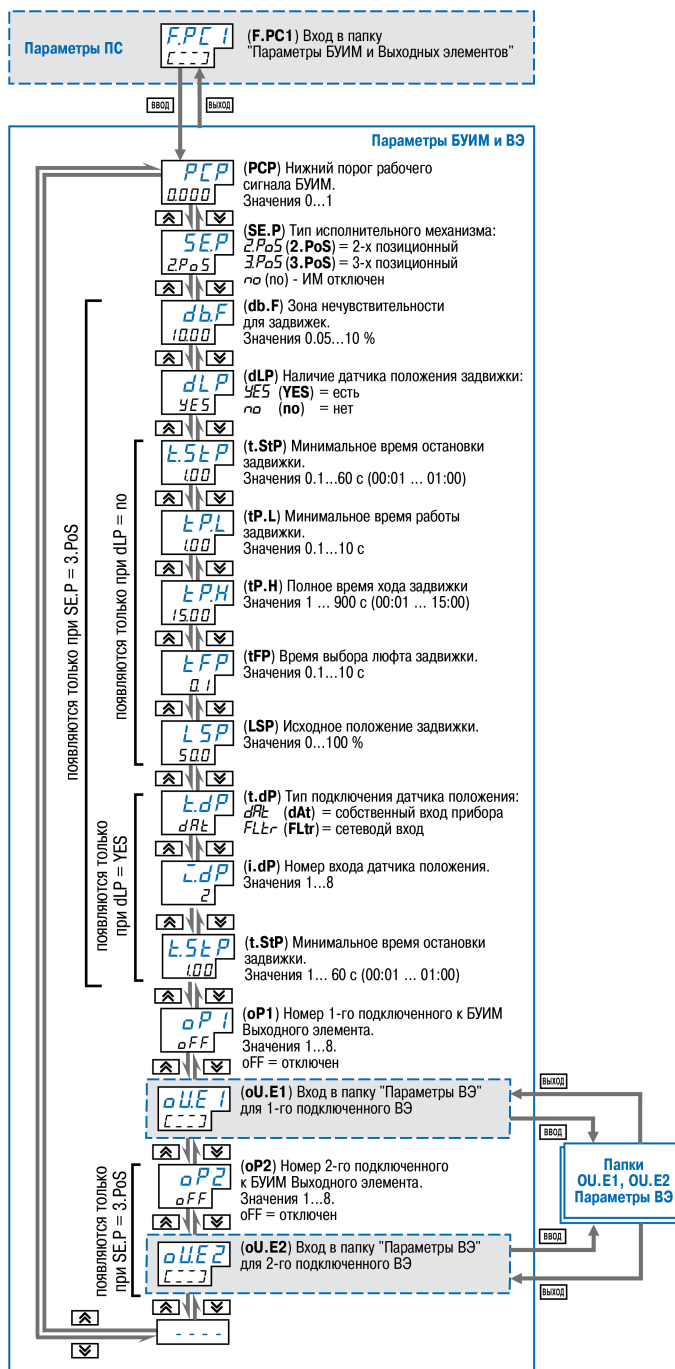 Параметры ПС
F.PC1
[---]
(F.PC1) Вход в папку
"Параметры БУИМ и Выходных элементов"
ВВОД
ВЫХОД
Параметры БУИМ и ВЭ
PCP
0.000
(PCP) Нижний порог рабочего
сигнала БУИМ.
Значения 0...1
SE.P
2.PoS
(SE.P) Тип исполнительного механизма:
2.PoS (2.PoS) = 2-х позиционный
3.PoS (3.PoS) = 3-х позиционный
no (no) - ИМ отключен
db.F
10.00
(db.F) Зона нечувствительности
для задвижек.
Значения 0.05...10 %
dLP
YES
(dLP) Наличие датчика положения задвижки:
YES (YES) = есть
no (no) = нет
t.StP
1.00
(t.StP) Минимальное время остановки
задвижки.
Значения 0.1...60 с (00:01 ... 01:00)
tP.L
1.00
(tP.L) Минимальное время работы
задвижки.
Значения 0.1...10 с
tP.H
15.00
(tP.H) Полное время хода задвижки
Значения 1 ... 900 с (00:01 ... 15:00)
tFP
0.1
(tFP) Время выбора люфта задвижки.
Значения 0.1...10 с
LSP
50.0
(LSP) Исходное положение задвижки.
Значения 0...100 %
t.dP
dAt
(t.dP) Тип подключения датчика положения:
dAt (dAt) = собственный вход прибора
FLtr (FLtr) = сетеводй вход
i.dP
2
(i.dP) Номер входа датчика положения.
Значения 1...8
t.StP
1.00
(t.StP) Минимальное время остановки
задвижки.
Значения 1... 60 с (00:01 ... 01:00)
появляются только при SE.P = 3.PoS
появляются только при dLP = no
появляются только
при dLP = YES
oP1
oFF
(oP1) Номер 1-го подключенного к БУИМ
Выходного элемента.
Значения 1...8.
oFF = отключен
oU.E1
[---]
(oU.E1) Вход в папку "Параметры ВЭ"
для 1-го подключенного ВЭ
ВЫХОД
ВВОД
Папки
OU.E1, OU.E2
Параметры ВЭ
oP2
oFF
(oP2) Номер 2-го подключенного
к БУИМ Выходного элемента.
Значения 1...8.
oFF = отключен
появляются только
при SE.P = 3.PoS
oU.E2
[---]
(oU.E2) Вход в папку "Параметры ВЭ"
для 2-го подключенного ВЭ
ВВОД
ВЫХОД
----